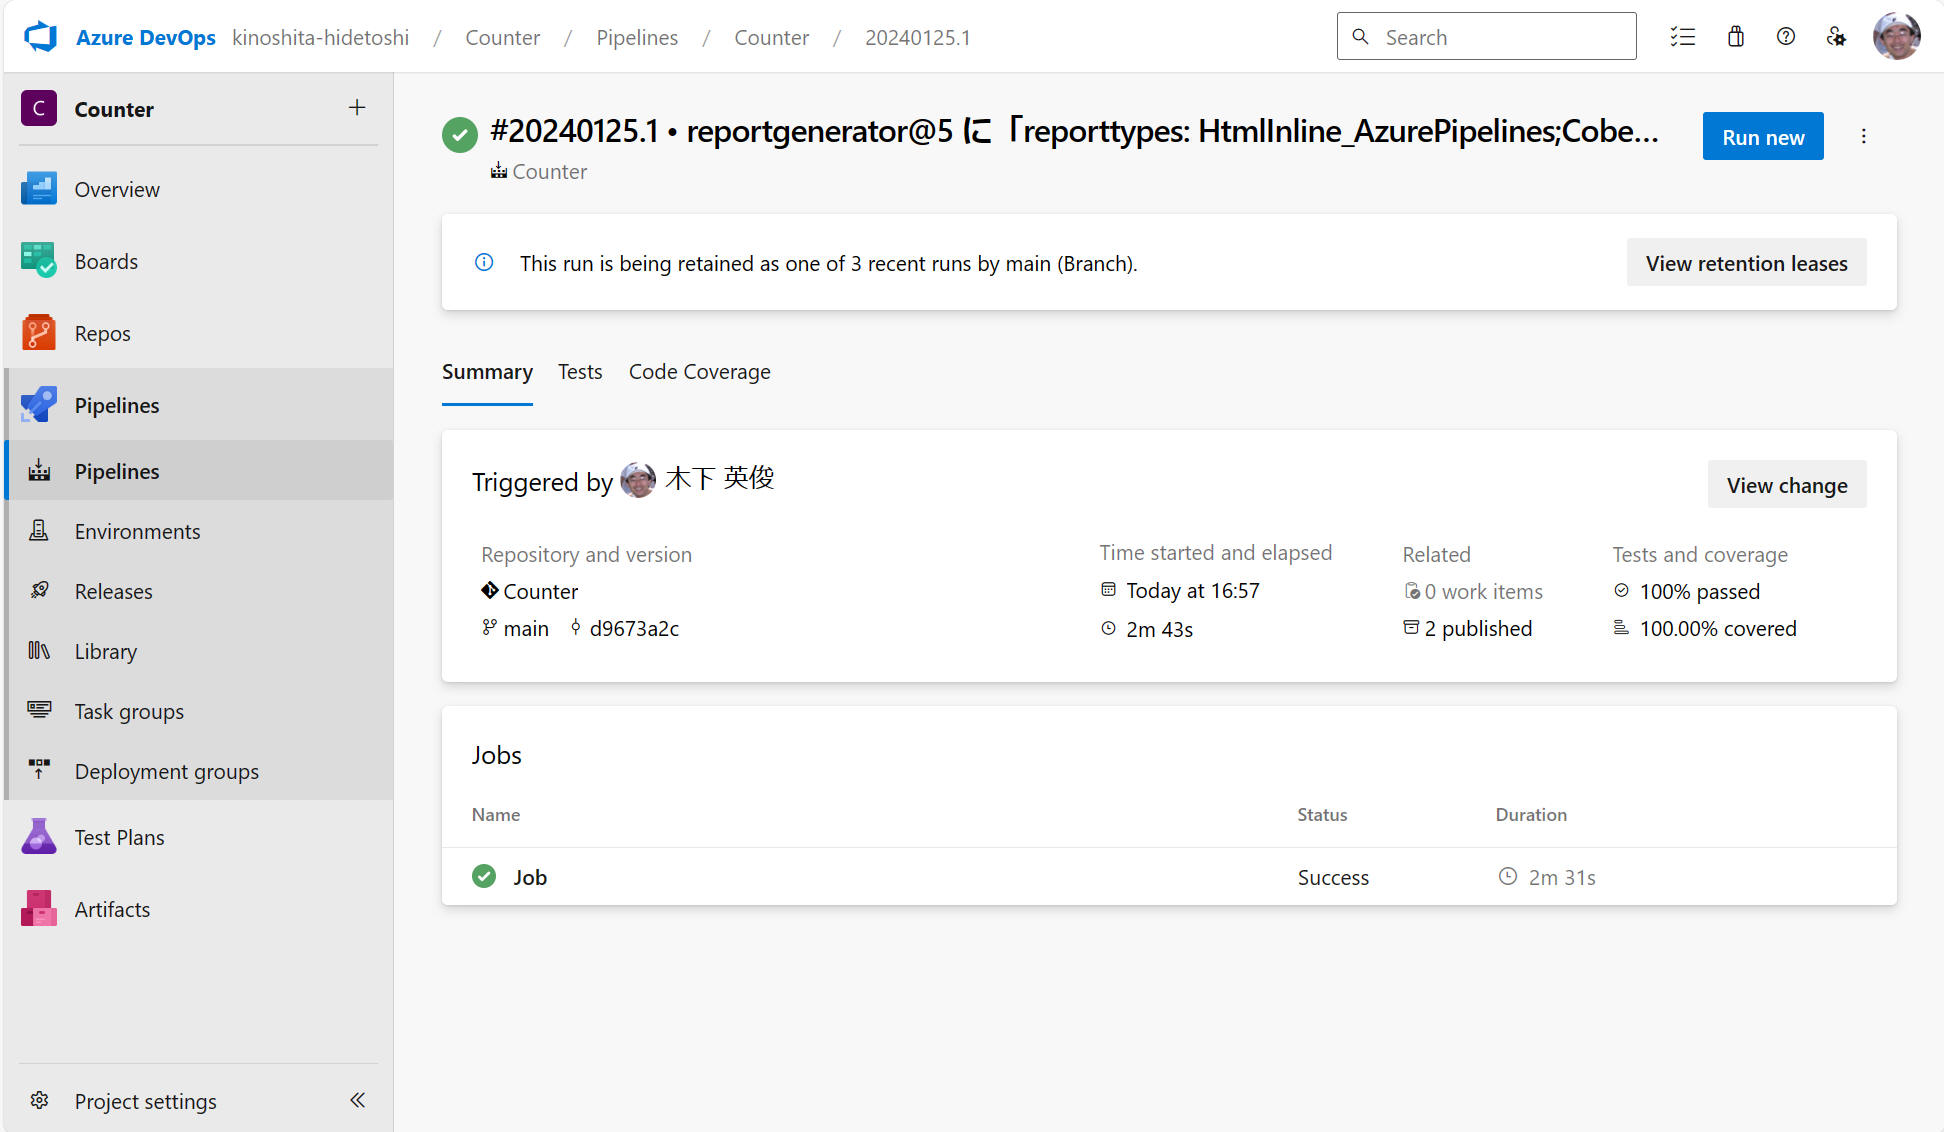 Azure DevOps kinoshita-hidetoshi / Counter / Pipelines / Counter / 20240125.1
Search
C Counter
Overview
Boards
Repos
Pipelines
Pipelines
Environments
Releases
Library
Task groups
Deployment groups
Test Plans
Artifacts
Project settings
#20240125.1 • reportgenerator@5 に「reporttypes: HtmlInline_AzurePipelines;Cobe...
Run new
Counter
This run is being retained as one of 3 recent runs by main (Branch).
View retention leases
Summary Tests Code Coverage
Triggered by 木下 英俊
View change
Repository and version
Counter
main d9673a2c
Time started and elapsed
Today at 16:57
2m 43s
Related
0 work items
2 published
Tests and coverage
100% passed
100.00% covered
Jobs
Name Status Duration
Job Success 2m 31s